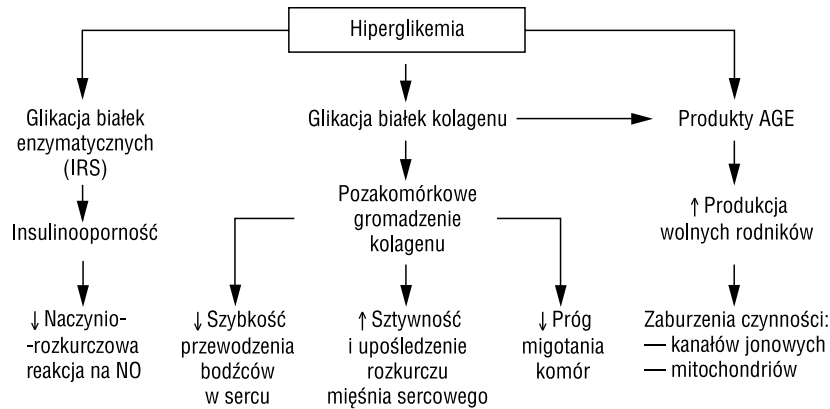 Hiperglikemia
Glikacja białek
enzymatycznych
(IRS)
Glikacja białek kolagenu
Produkty AGE
Insulinooporność
Pozakomórkowe
gromadzenie
kolagenu
↑ Produkcja
wolnych rodników
↓ Naczynio-
-rozkurczowa
reakcja na NO
↓ Szybkość
przewodzenia
bodźców
w sercu
↑ Sztywność
i upośledzenie
rozkurczu
mięśnia sercowego
↓ Próg
migotania
komór
Zaburzenia czynności:
— kanałów jonowych
— mitochondriów